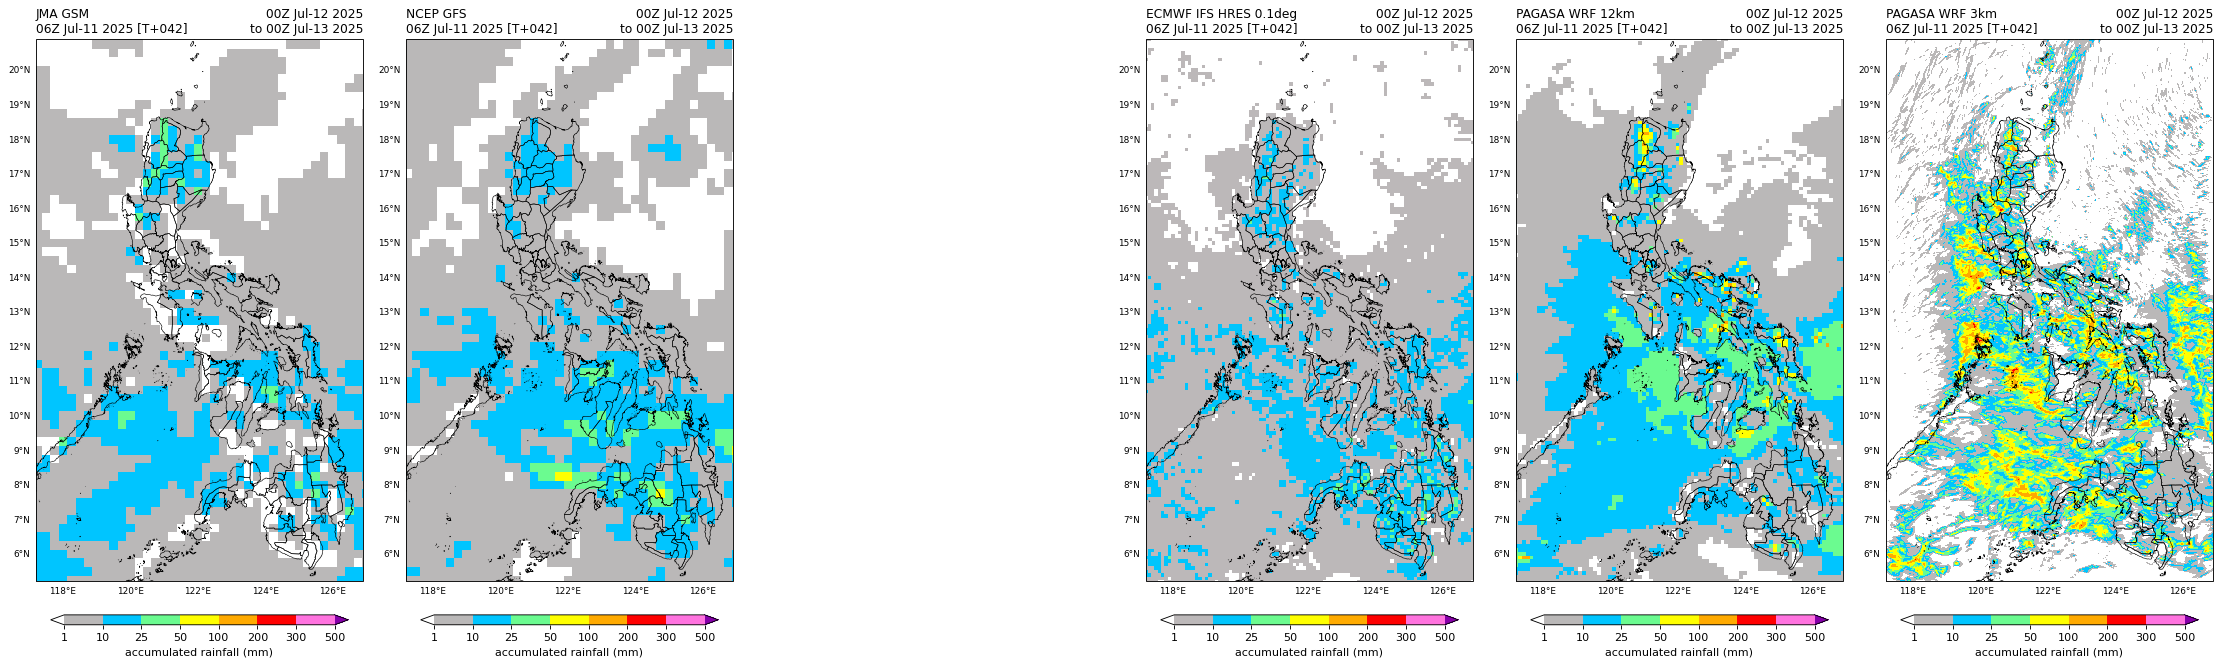 JMA GSM 00Z Jul-12 2025
06Z Jul-11 2025 [T+042] to 00Z Jul-13 2025
20°N
19°N
18°N
17°N
16°N
15°N
14°N
13°N
12°N
11°N
10°N
9°N
8°N
7°N
6°N
118°E 120°E 122°E 124°E 126°E
1 10 25 50 100 200 300 500
accumulated rainfall (mm)
NCEP GFS 00Z Jul-12 2025
06Z Jul-11 2025 [T+042] to 00Z Jul-13 2025
20°N
19°N
18°N
17°N
16°N
15°N
14°N
13°N
12°N
11°N
10°N
9°N
8°N
7°N
6°N
118°E 120°E 122°E 124°E 126°E
1 10 25 50 100 200 300 500
accumulated rainfall (mm)
ECMWF IFS HRES 0.1deg 00Z Jul-12 2025
06Z Jul-11 2025 [T+042] to 00Z Jul-13 2025
20°N
19°N
18°N
17°N
16°N
15°N
14°N
13°N
12°N
11°N
10°N
9°N
8°N
7°N
6°N
118°E 120°E 122°E 124°E 126°E
1 10 25 50 100 200 300 500
accumulated rainfall (mm)
PAGASA WRF 12km 00Z Jul-12 2025
06Z Jul-11 2025 [T+042] to 00Z Jul-13 2025
20°N
19°N
18°N
17°N
16°N
15°N
14°N
13°N
12°N
11°N
10°N
9°N
8°N
7°N
6°N
118°E 120°E 122°E 124°E 126°E
1 10 25 50 100 200 300 500
accumulated rainfall (mm)
PAGASA WRF 3km 00Z Jul-12 2025
06Z Jul-11 2025 [T+042] to 00Z Jul-13 2025
20°N
19°N
18°N
17°N
16°N
15°N
14°N
13°N
12°N
11°N
10°N
9°N
8°N
7°N
6°N
118°E 120°E 122°E 124°E 126°E
1 10 25 50 100 200 300 500
accumulated rainfall (mm)